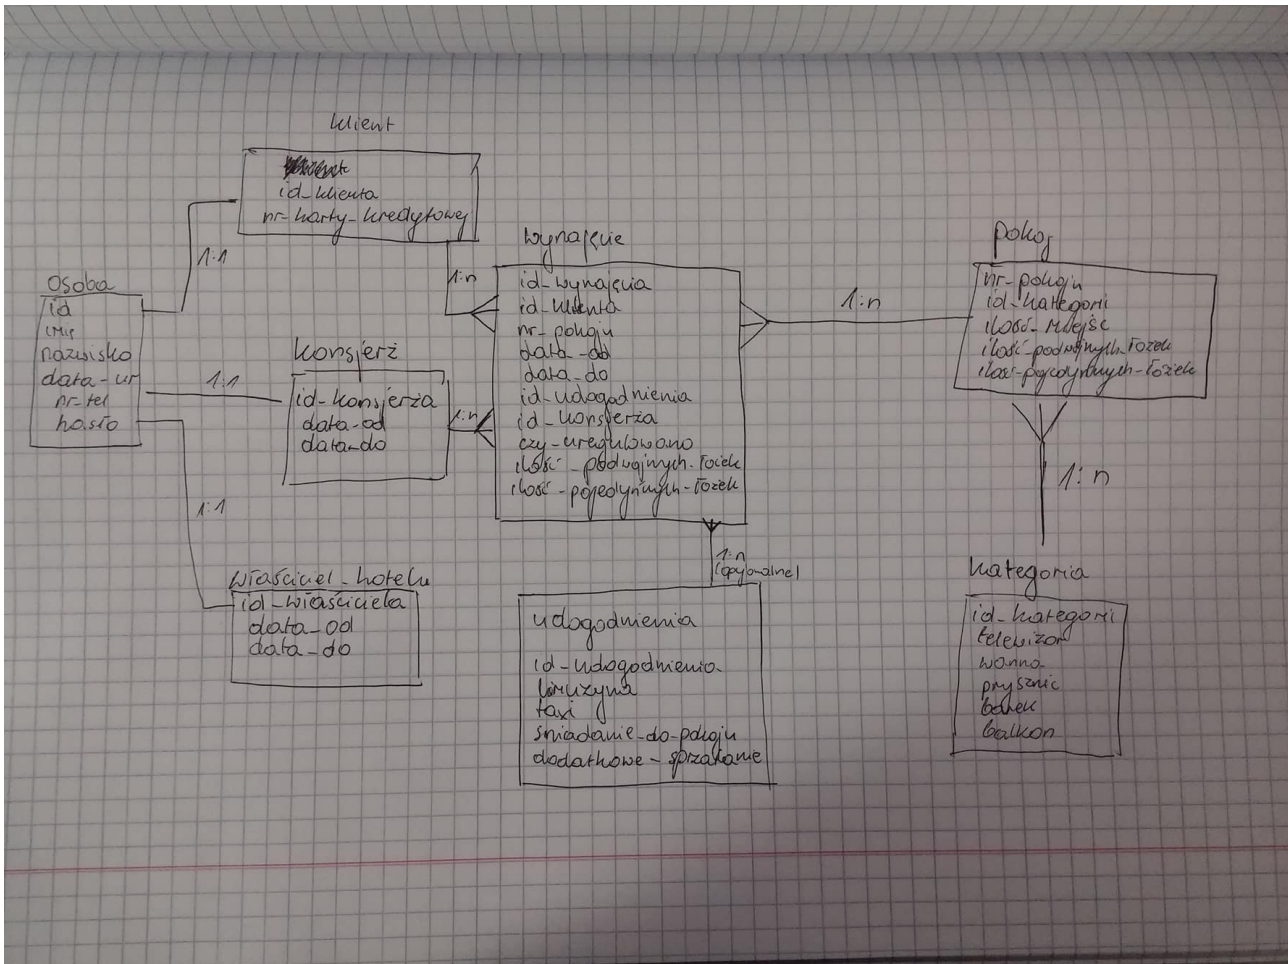 klient
id_klienta
nr_karty_kredytowej
1:1
osoba
id
imię
nazwisko
data_ur
nr_tel
hasło
1:1
konsjerż
id_konsjerża
data_od
data_do
1:1
właściciel_hotelu
id_właściciela
data_od
data_do
1:n
1:n
wynajęcie
id_wynajęcia
id_klienta
nr_pokoju
data_od
data_do
id_udogodnienia
id_konsjerża
czy_uregulowano
ilość_podwójnych_łóżek
ilość_pojedynczych_łóżek
1:n
(opcjonalne)
udogodnienia
id_udogodnienia
limuzyna
taxi
śniadanie_do_pokoju
dodatkowe_sprzątanie
1:n
pokoj
nr_pokoju
id_kategorii
ilość_miejsc
ilość_podwójnych_łóżek
ilość_pojedynczych_łóżek
1:n
kategoria
id_kategorii
telewizor
wanna
prysznic
barek
balkon